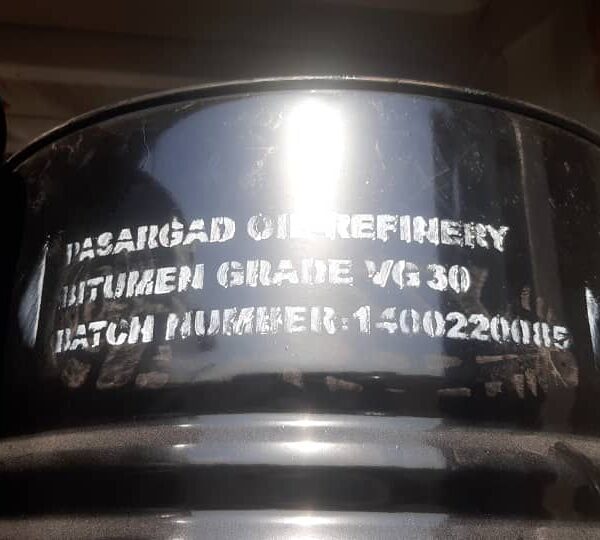 PASARGAD OIL REFINERY
BITUMEN GRADE VG 30
BATCH NUMBER:1400220085